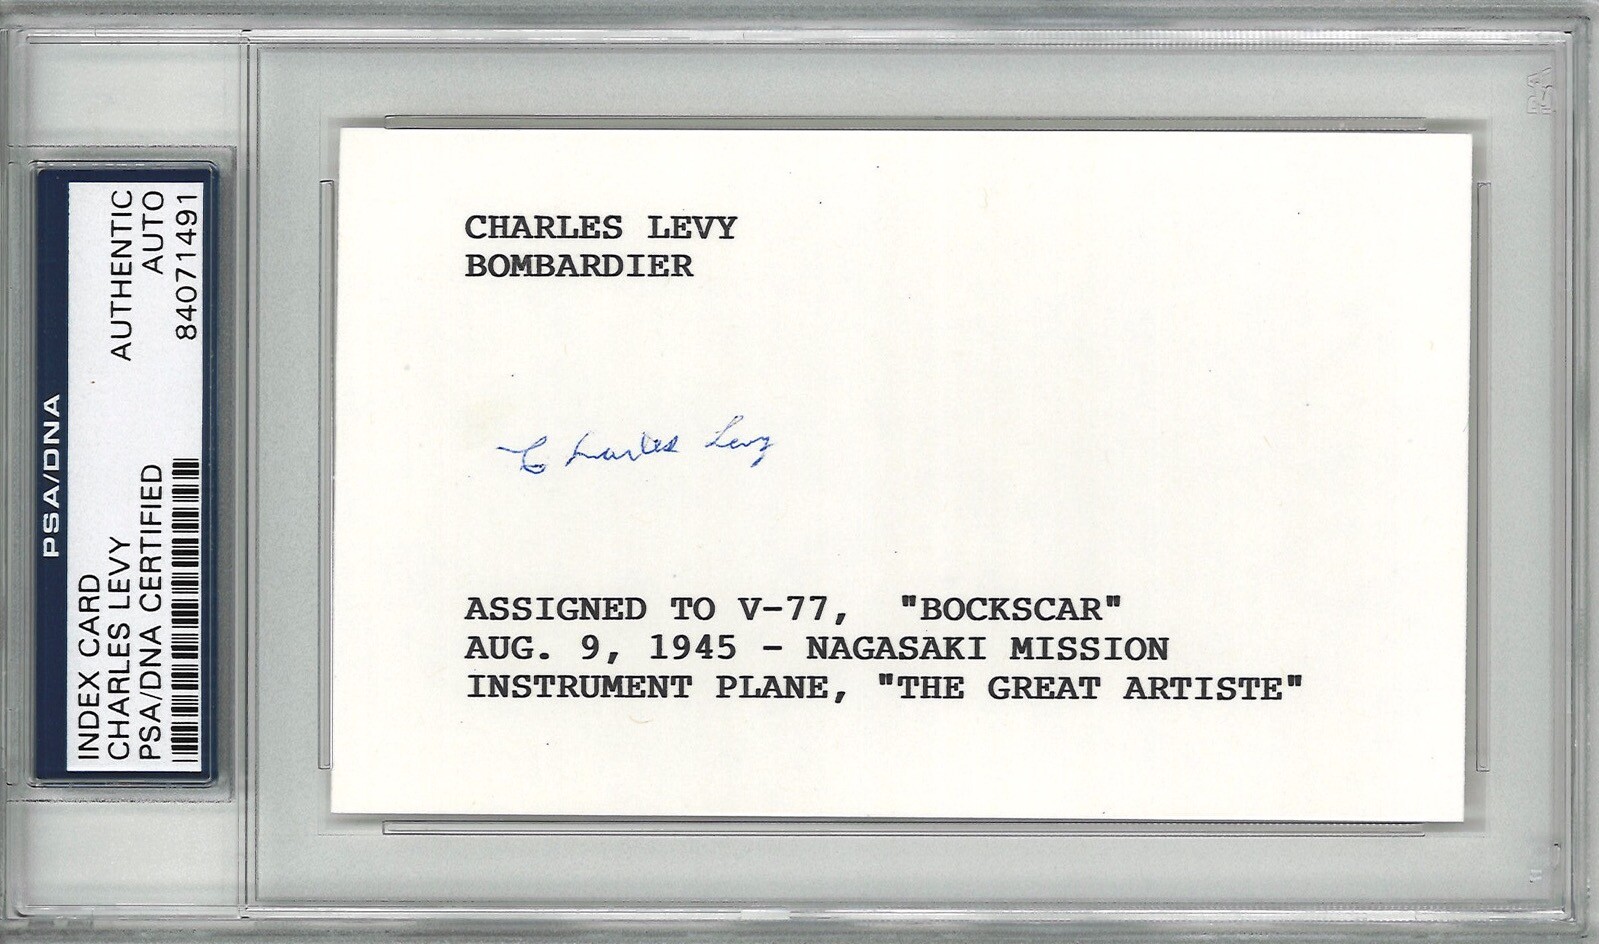 PSA/DNA
INDEX CARD
CHARLES LEVY
PSA/DNA CERTIFIED
AUTHENTIC
AUTO
84071491
CHARLES LEVY
BOMBARDIER
Charles Levy
ASSIGNED TO V-77, "BOCKSCAR"
AUG. 9, 1945 - NAGASAKI MISSION
INSTRUMENT PLANE, "THE GREAT ARTISTE"
PSA